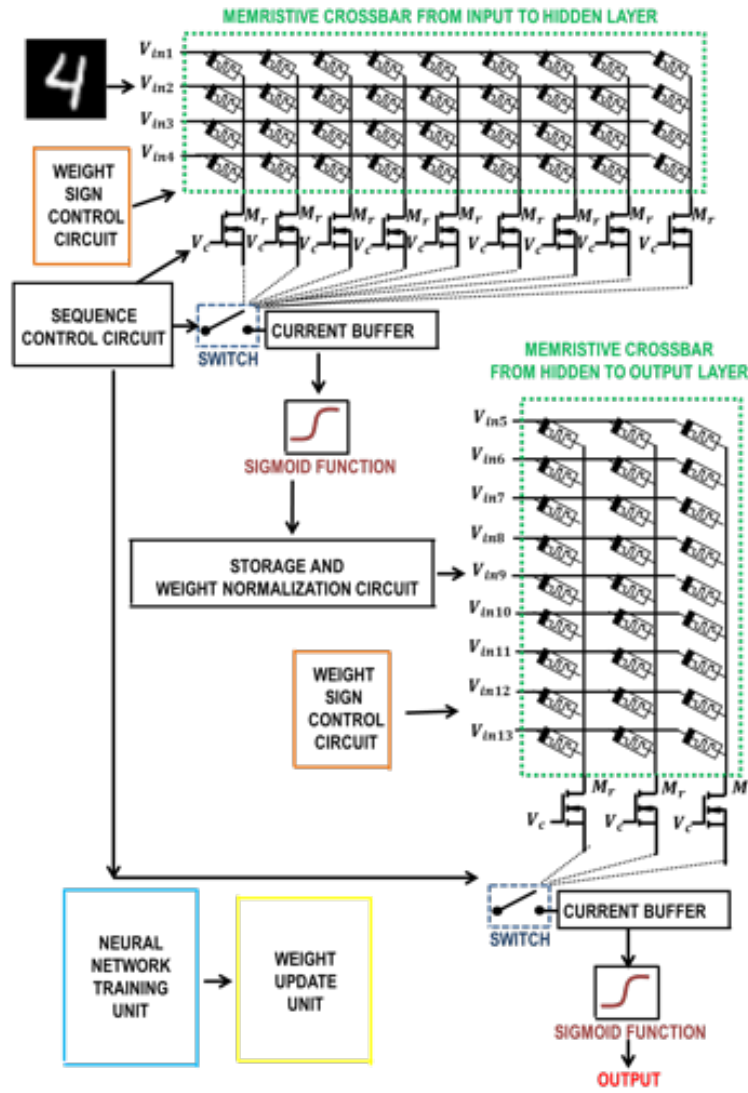 MEMRISTIVE CROSSBAR FROM INPUT TO HIDDEN LAYER
4
V_in1
V_in2
V_in3
V_in4
WEIGHT
SIGN
CONTROL
CIRCUIT
M_r M_r M_r M_r M_r M_r M_r M_r M_r
V_c V_c V_c V_c V_c V_c V_c V_c V_c
SEQUENCE
CONTROL CIRCUIT
SWITCH
CURRENT BUFFER
SIGMOID FUNCTION
MEMRISTIVE CROSSBAR
FROM HIDDEN TO OUTPUT LAYER
V_in5
V_in6
V_in7
V_in8
V_in9
V_in10
V_in11
V_in12
V_in13
STORAGE AND
WEIGHT NORMALIZATION CIRCUIT
WEIGHT
SIGN
CONTROL
CIRCUIT
M_r M_r M
V_c V_c V_c
SWITCH
CURRENT BUFFER
NEURAL
NETWORK
TRAINING
UNIT
WEIGHT
UPDATE
UNIT
SIGMOID FUNCTION
OUTPUT